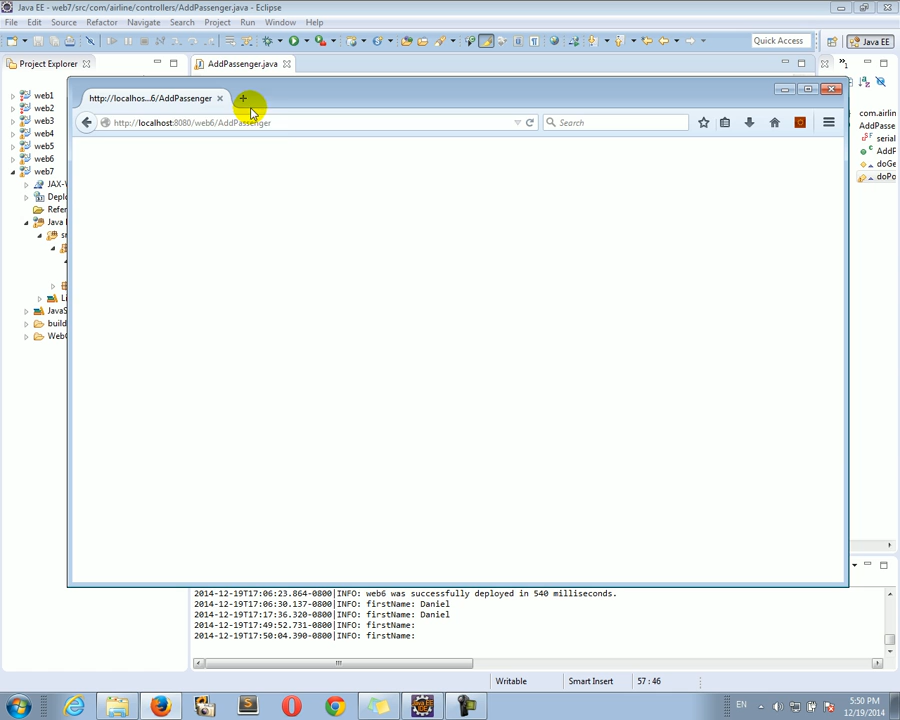 Java EE - web7/src/com/airline/controllers/AddPassenger.java - Eclipse
File Edit Source Refactor Navigate Search Project Run Window Help
Quick Access Java EE
Project Explorer AddPassenger.java
http://localhos...6/AddPassenger
http://localhost:8080/web6/AddPassenger Search
web1
web2
web3
web4
web5
web6
web7
JAX-W
Deplo
Refer
Java
sr
Li
JavaS
build
WebC
com.airlin
AddPasse
serial
AddF
doGe
doPo
2014-12-19T17:06:23.864-0800|INFO: web6 was successfully deployed in 540 milliseconds.
2014-12-19T17:06:30.137-0800|INFO: firstName: Daniel
2014-12-19T17:17:36.320-0800|INFO: firstName: Daniel
2014-12-19T17:49:52.731-0800|INFO: firstName:
2014-12-19T17:50:04.390-0800|INFO: firstName:
Writable Smart Insert 57 : 46
EN 5:50 PM
12/19/2014